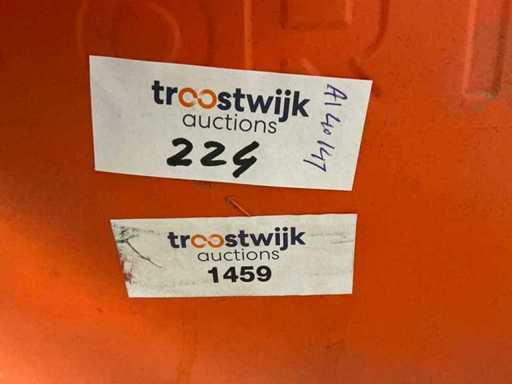 troostwijk
auctions
224
A1 40147
troostwijk
auctions
1459